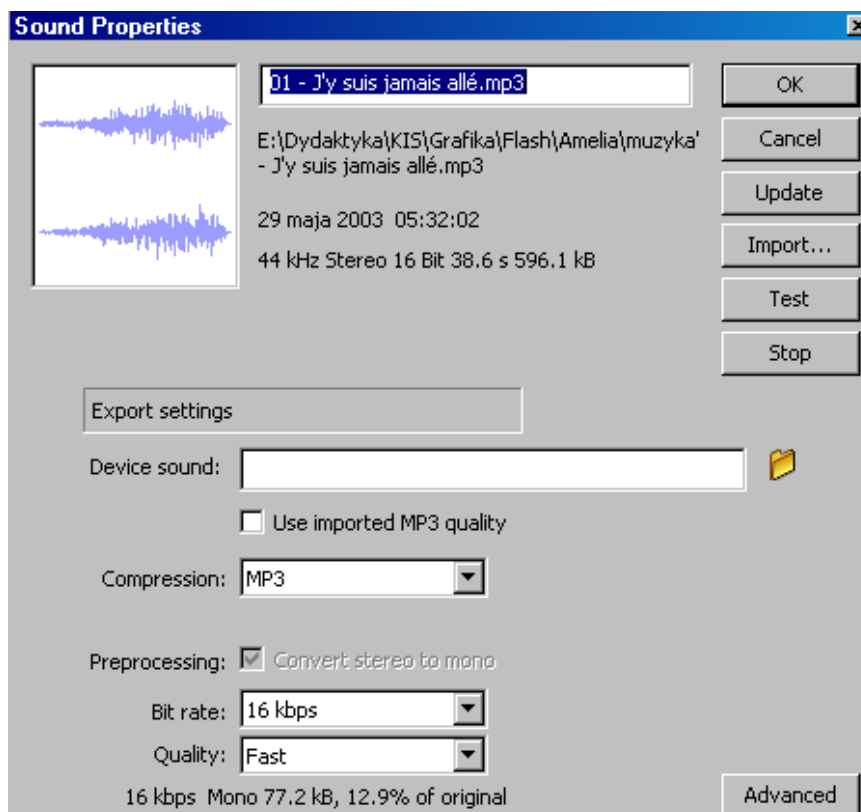 Sound Properties
01 - J'y suis jamais allé.mp3
OK
E:\Dydaktyka\KIS\Grafika\Flash\Amelia\muzyka'
- J'y suis jamais allé.mp3
Cancel
Update
29 maja 2003 05:32:02
Import...
44 kHz Stereo 16 Bit 38.6 s 596.1 kB
Test
Stop
Export settings
Device sound:
Use imported MP3 quality
Compression: MP3
Preprocessing: Convert stereo to mono
Bit rate: 16 kbps
Quality: Fast
16 kbps Mono 77.2 kB, 12.9% of original
Advanced